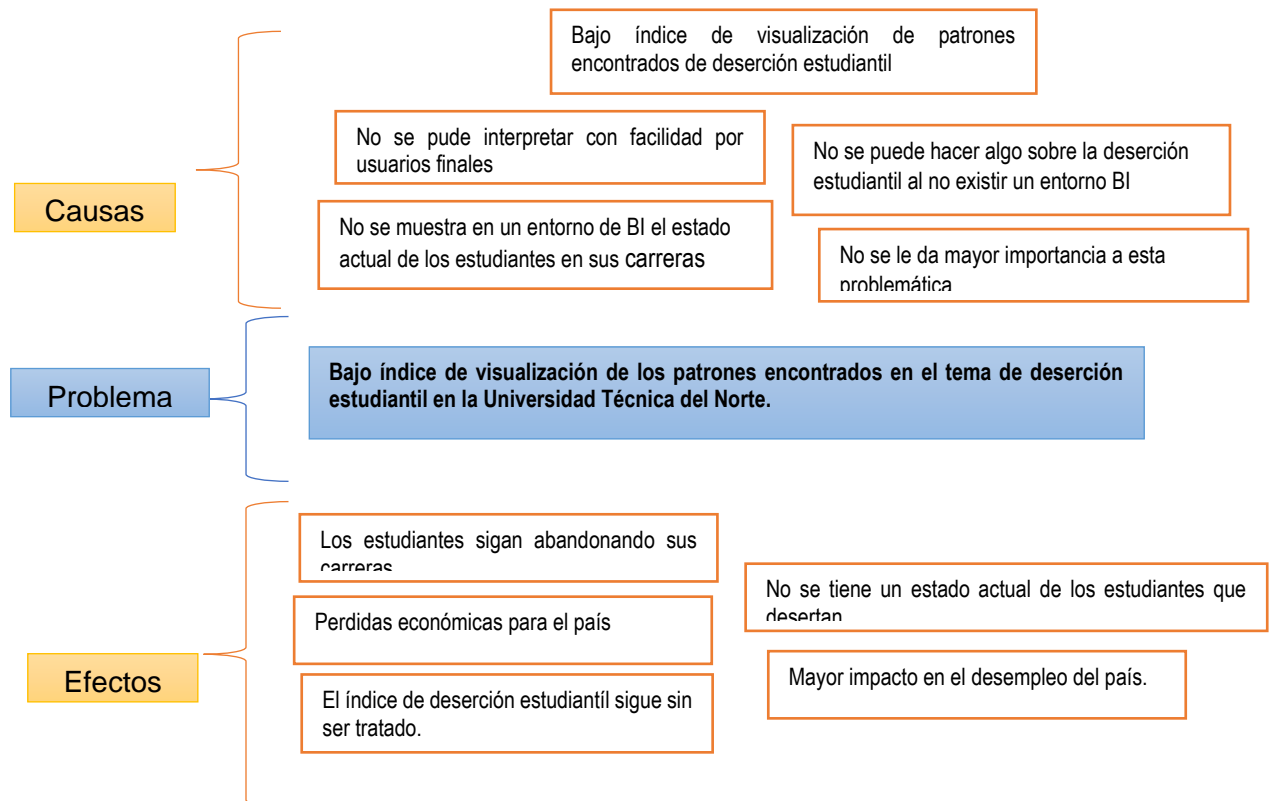 Causas
Bajo índice de visualización de patrones
encontrados de deserción estudiantil
No se pude interpretar con facilidad por
usuarios finales
No se puede hacer algo sobre la deserción
estudiantil al no existir un entorno BI
No se muestra en un entorno de BI el estado
actual de los estudiantes en sus carreras
No se le da mayor importancia a esta
problemática
Problema
Bajo índice de visualización de los patrones encontrados en el tema de deserción
estudiantil en la Universidad Técnica del Norte.
Efectos
Los estudiantes sigan abandonando sus
carreras
No se tiene un estado actual de los estudiantes que
desertan
Perdidas económicas para el país
Mayor impacto en el desempleo del país.
El índice de deserción estudiantíl sigue sin
ser tratado.